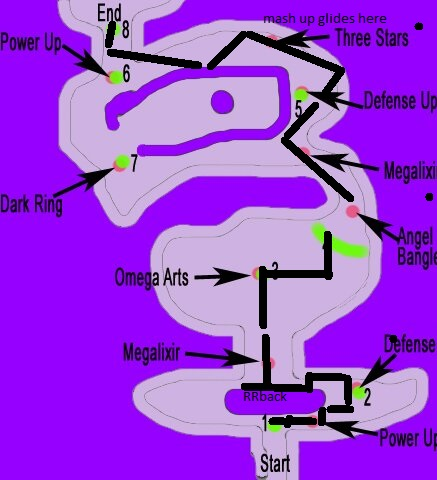 End
8
mash up glides here
Three Stars
Power Up
6
Defense Up
5
Megalixir
7
Dark Ring
Angel
Bangle
3
Omega Arts
Megalixir
Defense
RRback
2
1
Power Up
Start